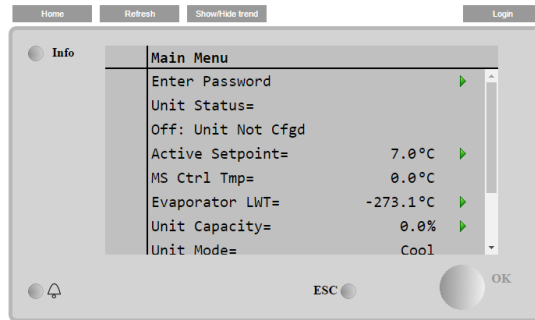 Home Refresh Show/Hide trend Login
Info
Main Menu
Enter Password
Unit Status=
Off: Unit Not Cfgd
Active Setpoint= 7.0°C
MS Ctrl Tmp= 0.0°C
Evaporator LWT= -273.1°C
Unit Capacity= 0.0%
Unit Mode= Cool
ESC OK